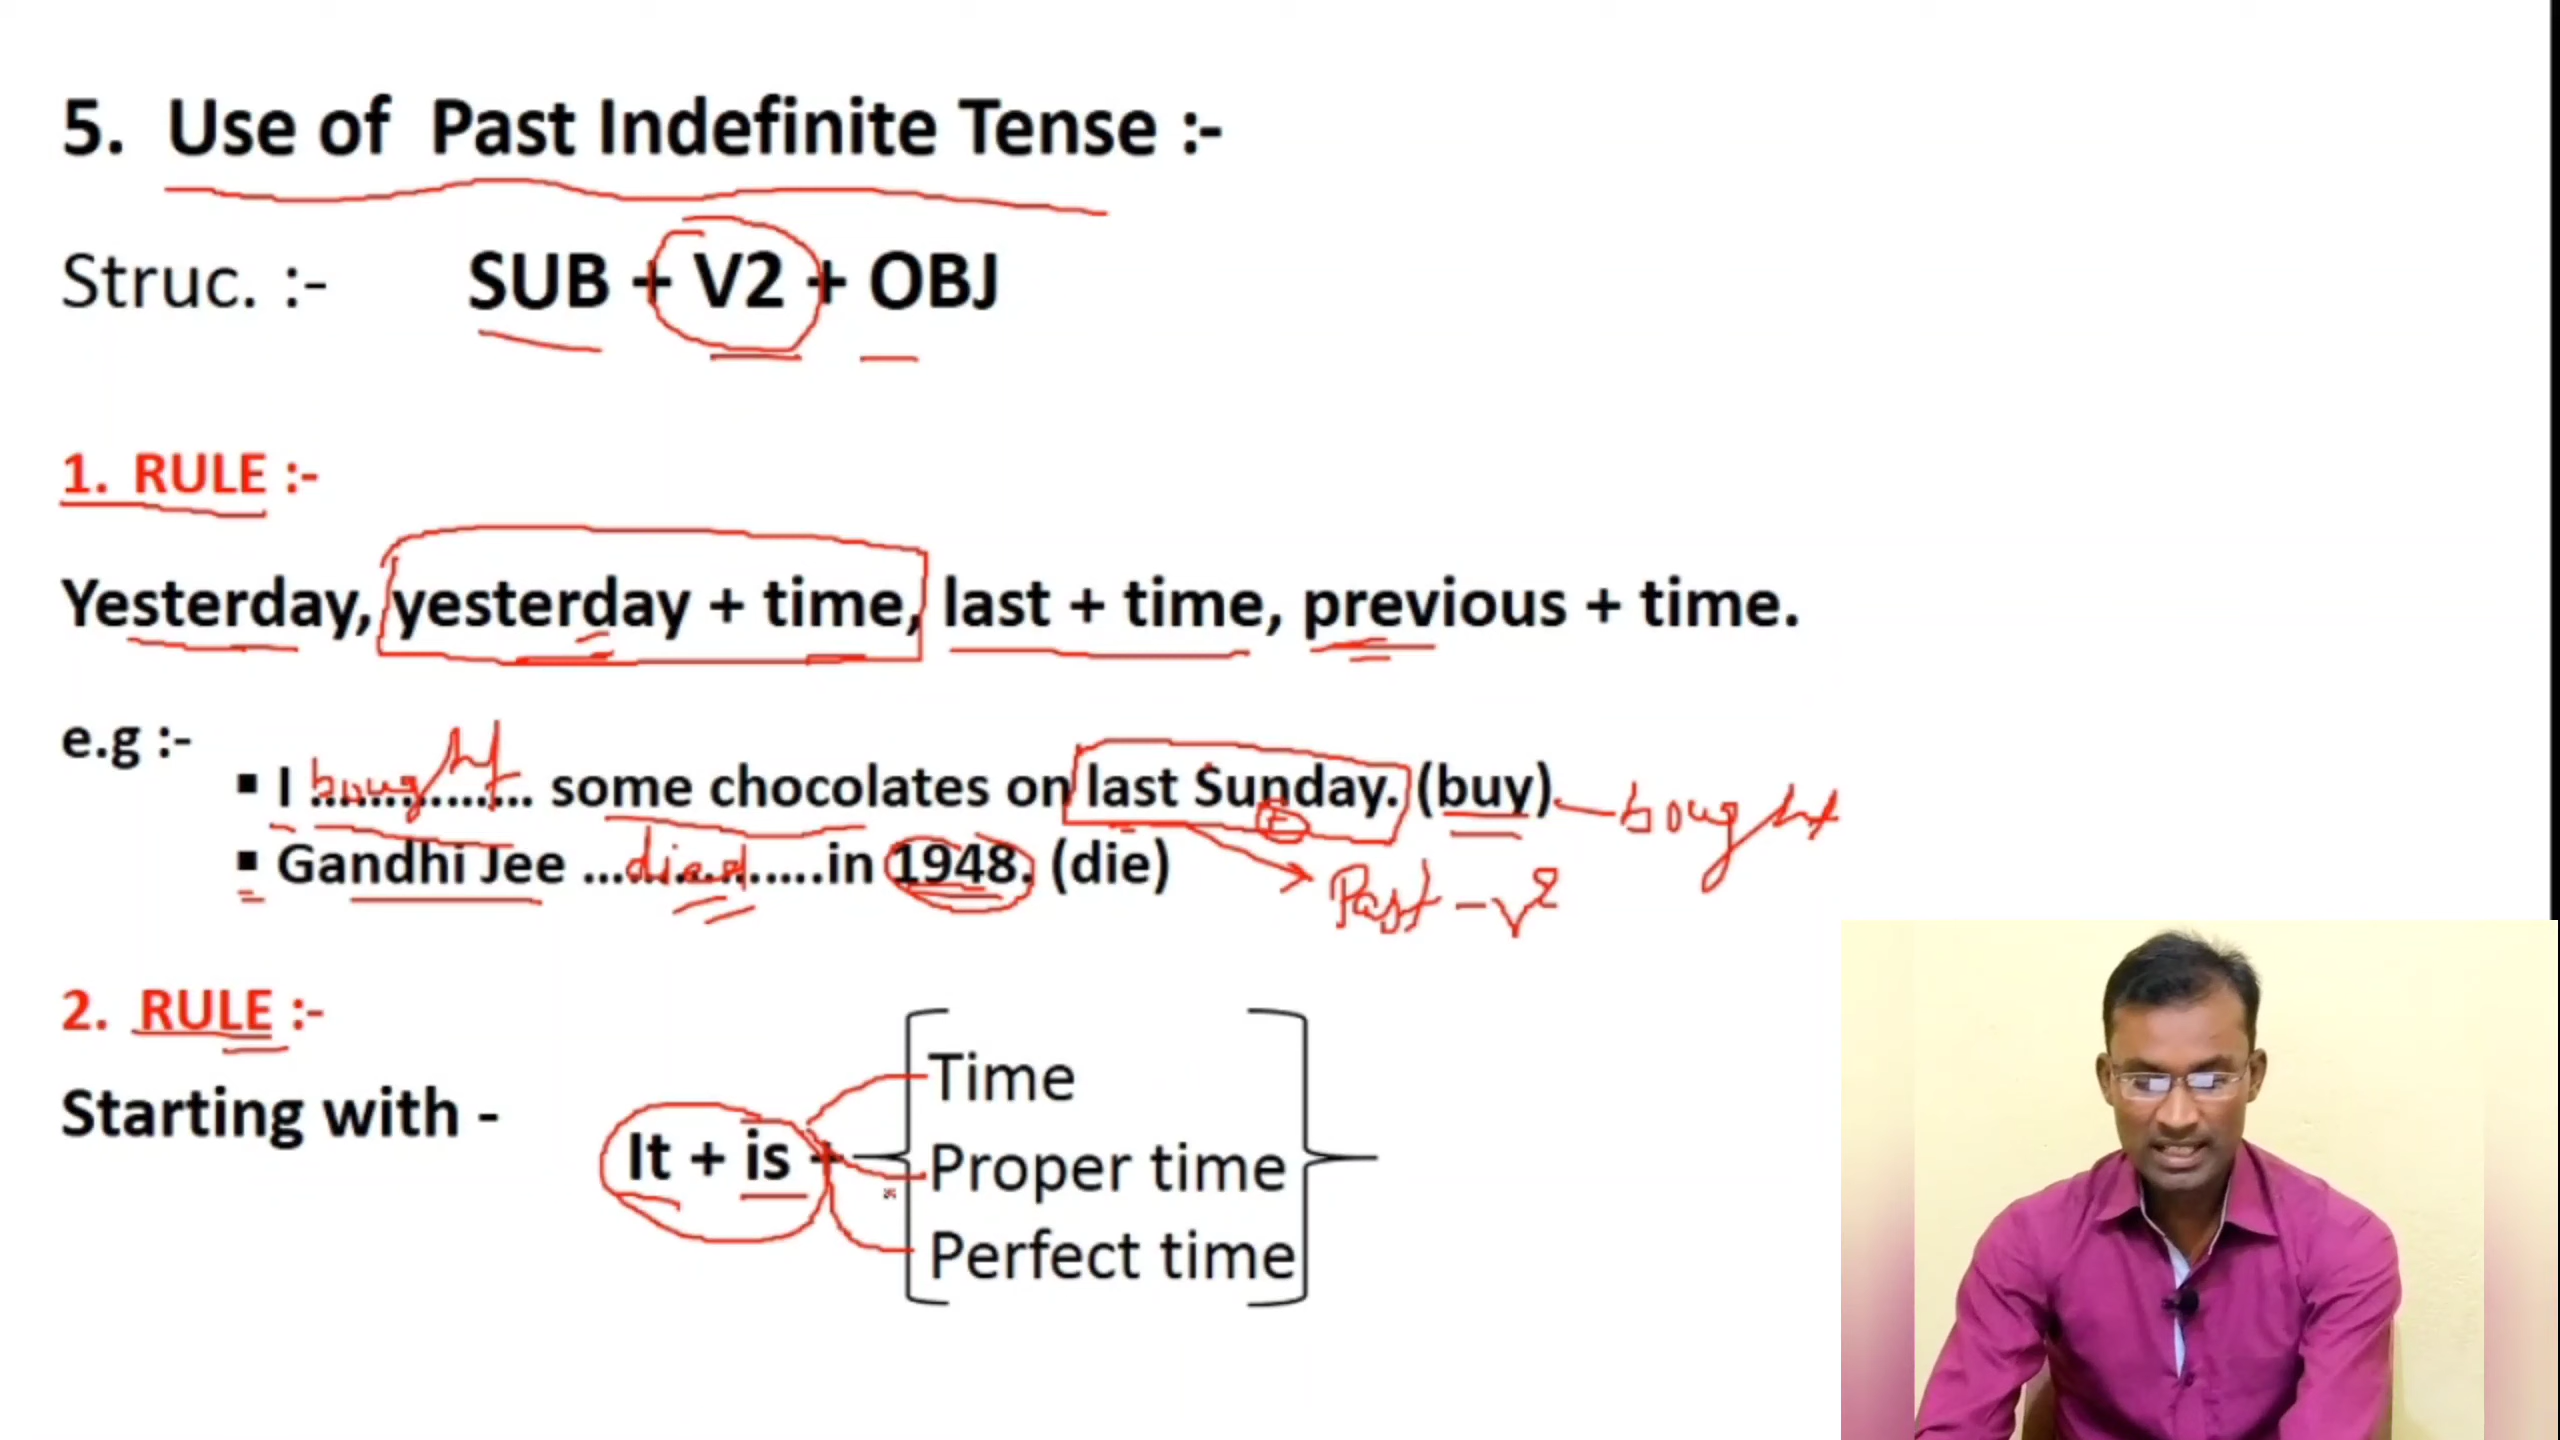 5. Use of Past Indefinite Tense :-
Struc. :- SUB + V2 + OBJ
1. RULE :-
Yesterday, yesterday + time, last + time, previous + time.
e.g :-
▪ I bought ............... some chocolates on last Sunday. (buy) — bought
▪ Gandhi Jee ....died..........in 1948. (die)
Past - V2
2. RULE :-
Starting with -
It + is +
Time
Proper time
Perfect time